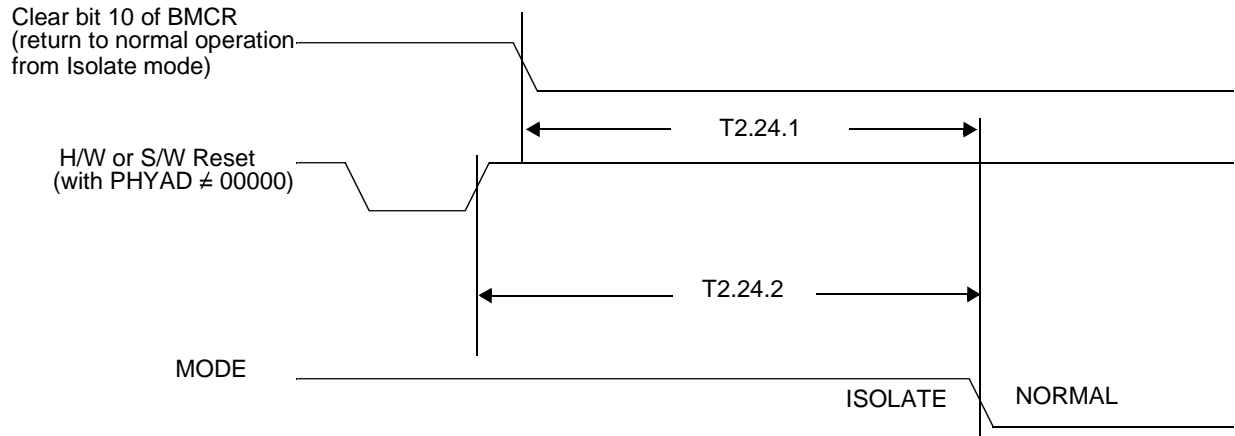 Clear bit 10 of BMCR
(return to normal operation
from Isolate mode)
T2.24.1
H/W or S/W Reset
(with PHYAD ≠ 00000)
T2.24.2
MODE
ISOLATE
NORMAL